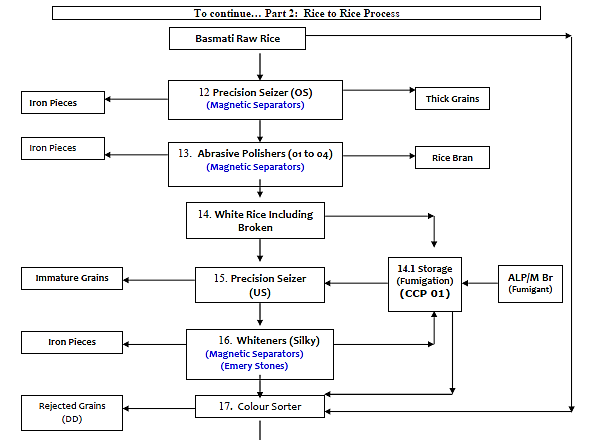 To continue... Part 2: Rice to Rice Process
Basmati Raw Rice
12 Precision Seizer (OS)
(Magnetic Separators)
Iron Pieces
Thick Grains
Iron Pieces
13. Abrasive Polishers (01 to 04)
(Magnetic Separators)
Rice Bran
14. White Rice Including
Broken
14.1 Storage
(Fumigation)
(CCP 01)
ALP/M Br
(Fumigant)
Immature Grains
15. Precision Seizer
(US)
Iron Pieces
16. Whiteners (Silky)
(Magnetic Separators)
(Emery Stones)
Rejected Grains
(DD)
17. Colour Sorter